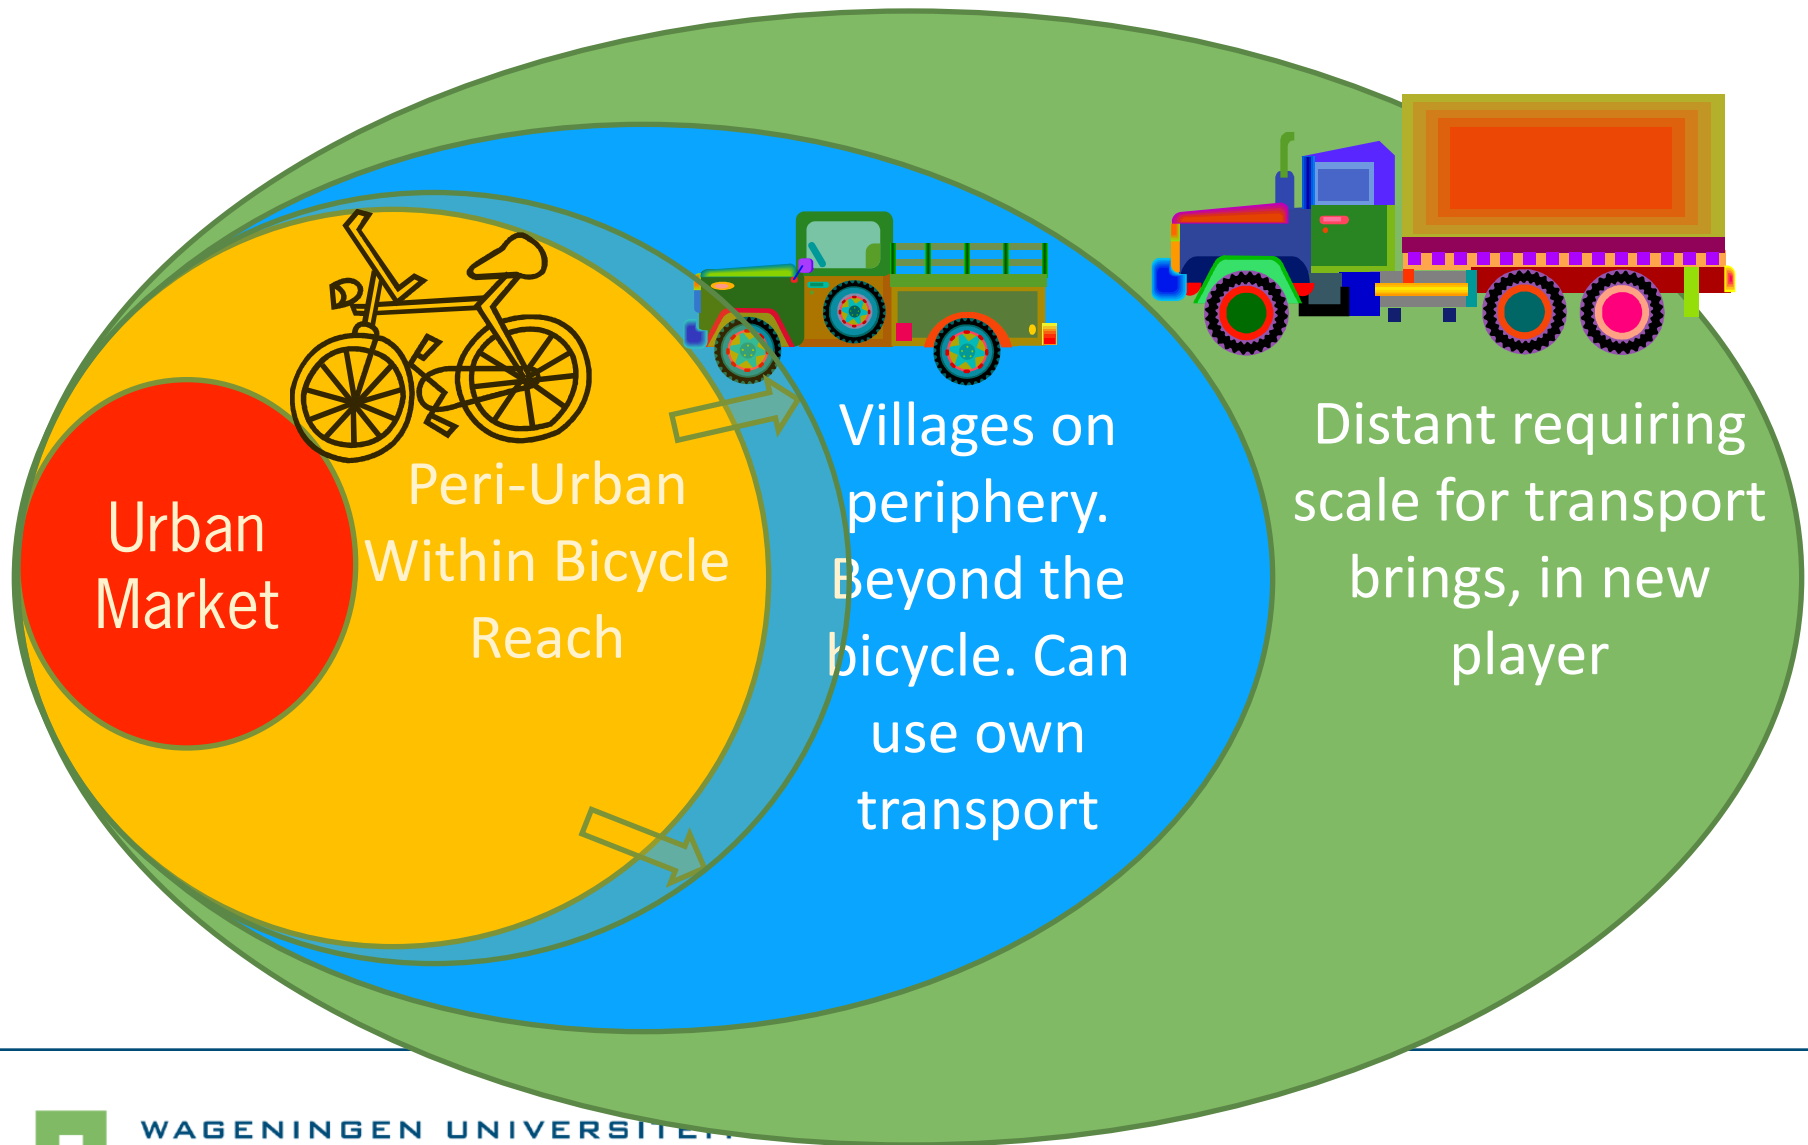 Urban
Market
Peri-Urban
Within Bicycle
Reach
Villages on
periphery.
Beyond the
bicycle. Can
use own
transport
Distant requiring
scale for transport
brings, in new
player
WAGENINGEN